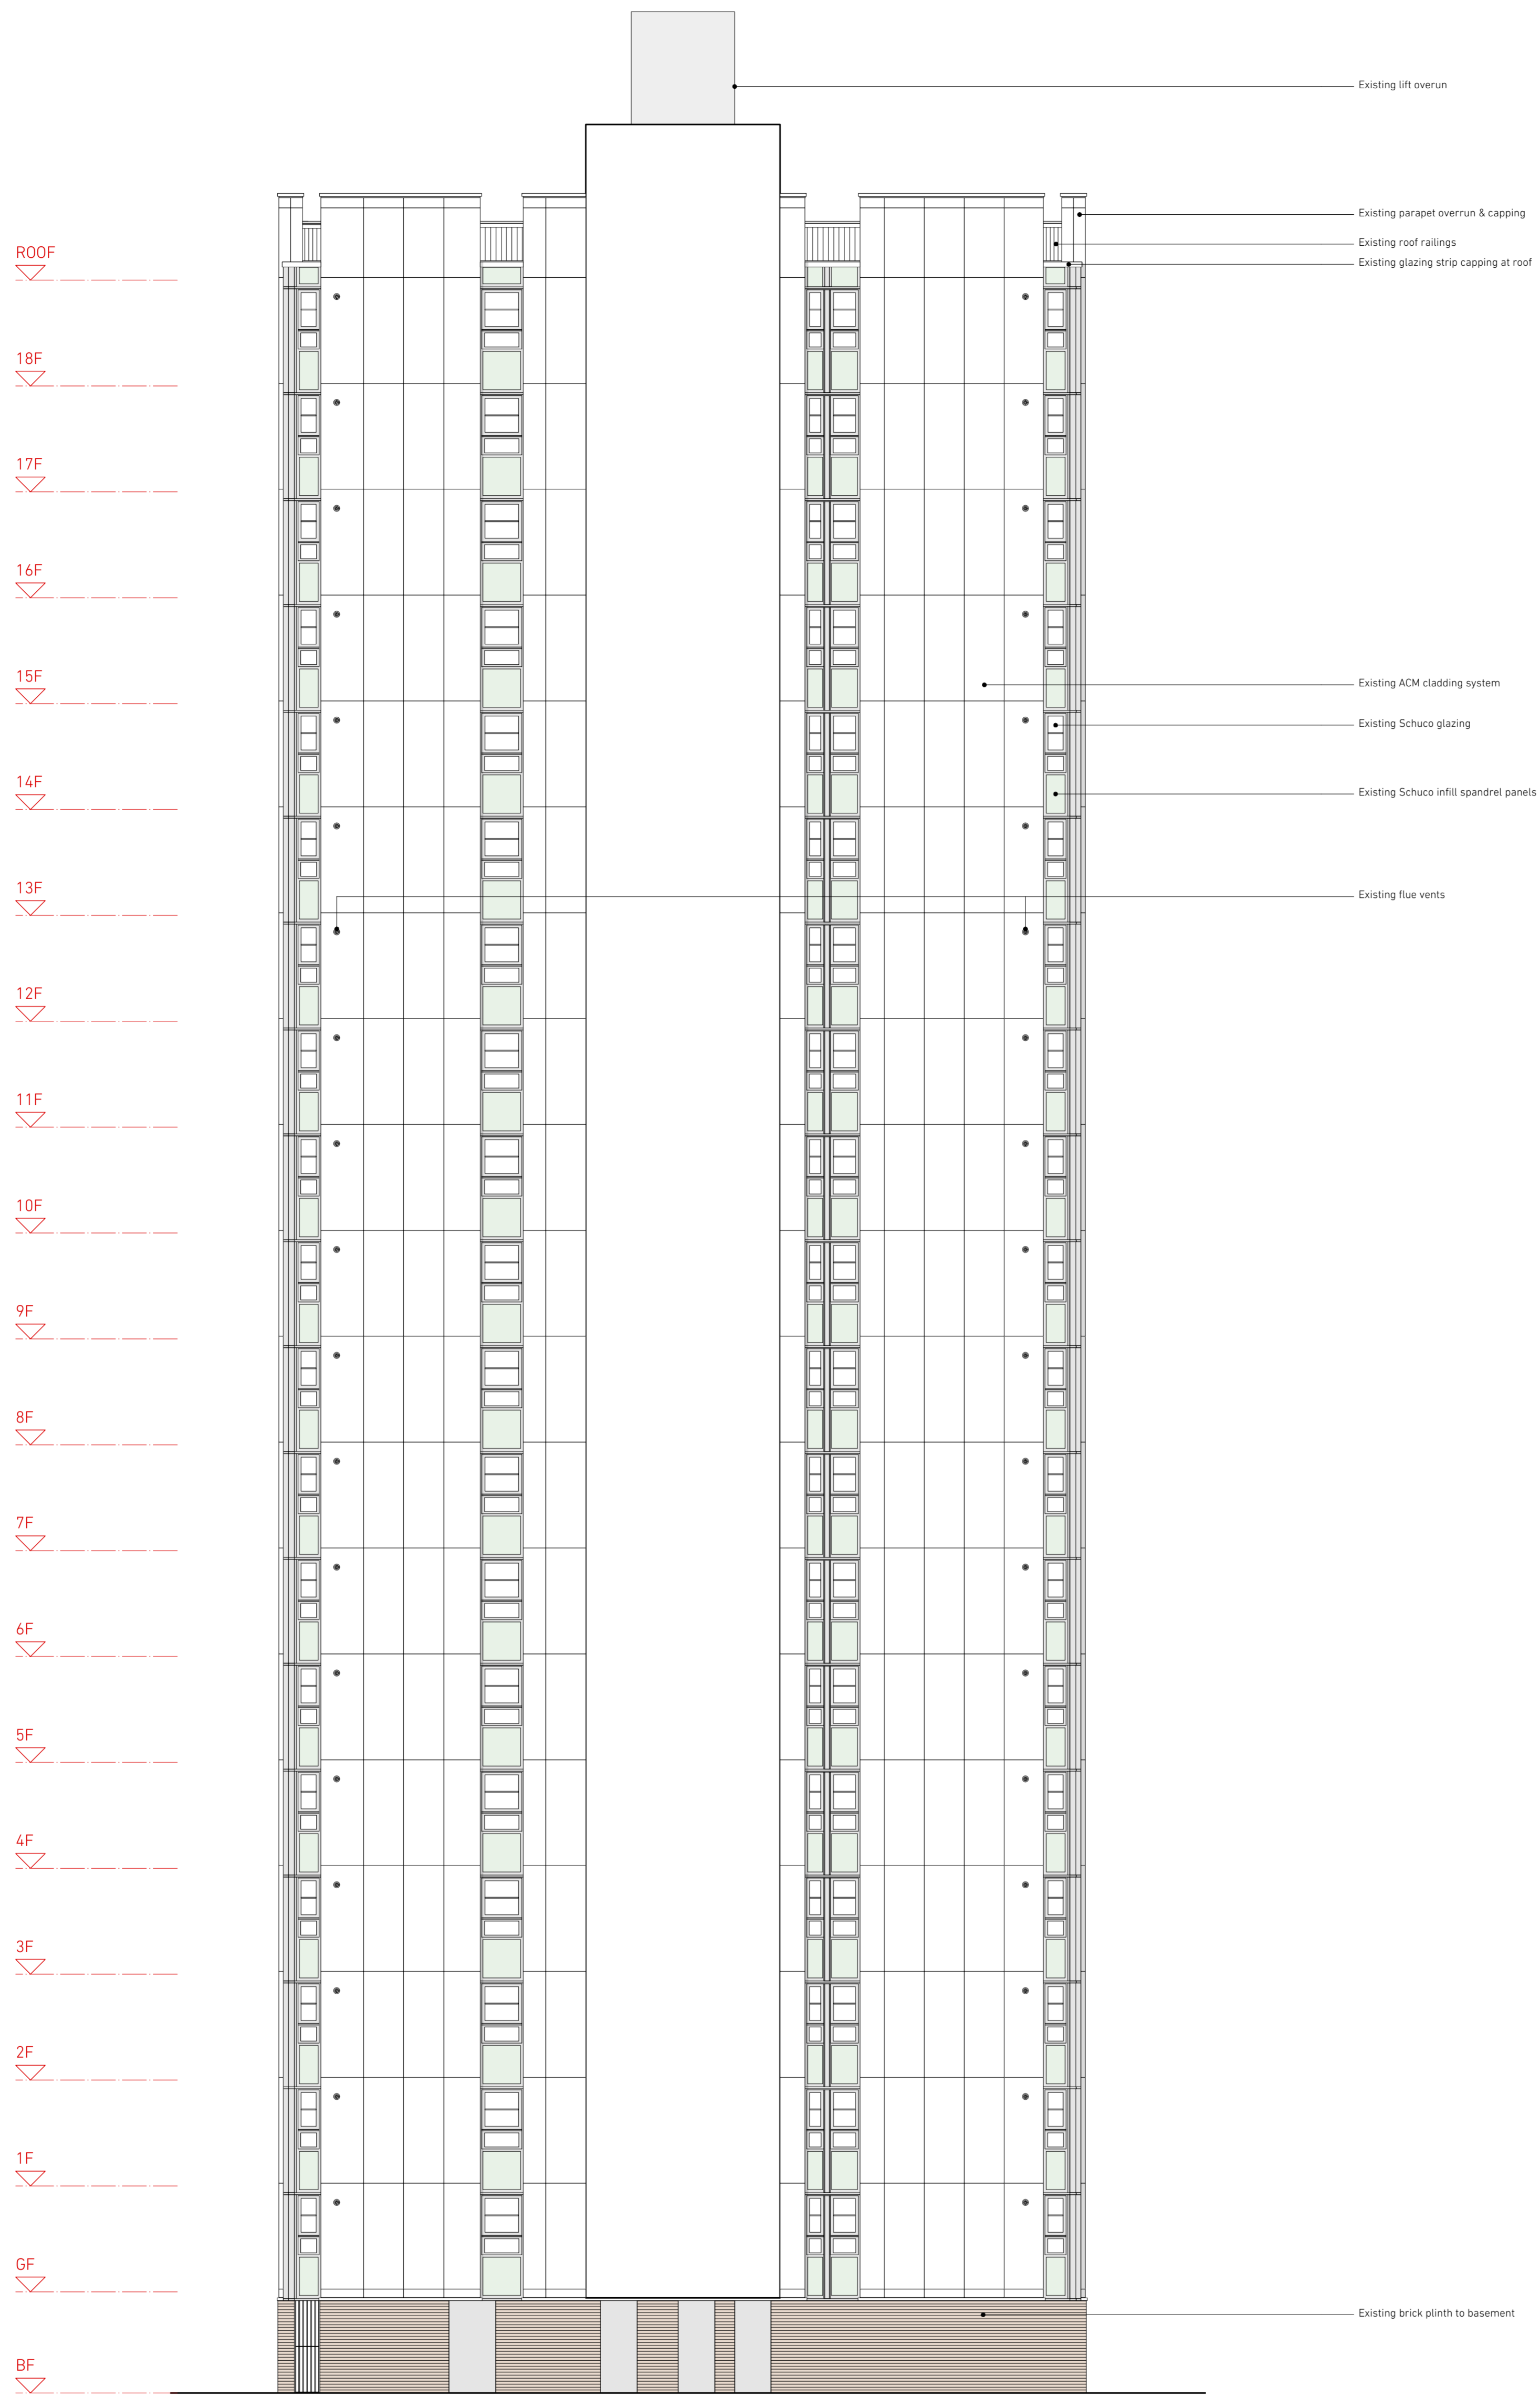 Existing lift overun
Existing parapet overrun & capping
Existing roof railings
ROOF
Existing glazing strip capping at roof
18F
17F
16F
15F
Existing ACM cladding system
Existing Schuco glazing
14F
Existing Schuco infill spandrel panels
13F
Existing flue vents
12F
11F
10F
9F
8F
7F
6F
5F
4F
3F
2F
1F
GF
Existing brick plinth to basement
BF